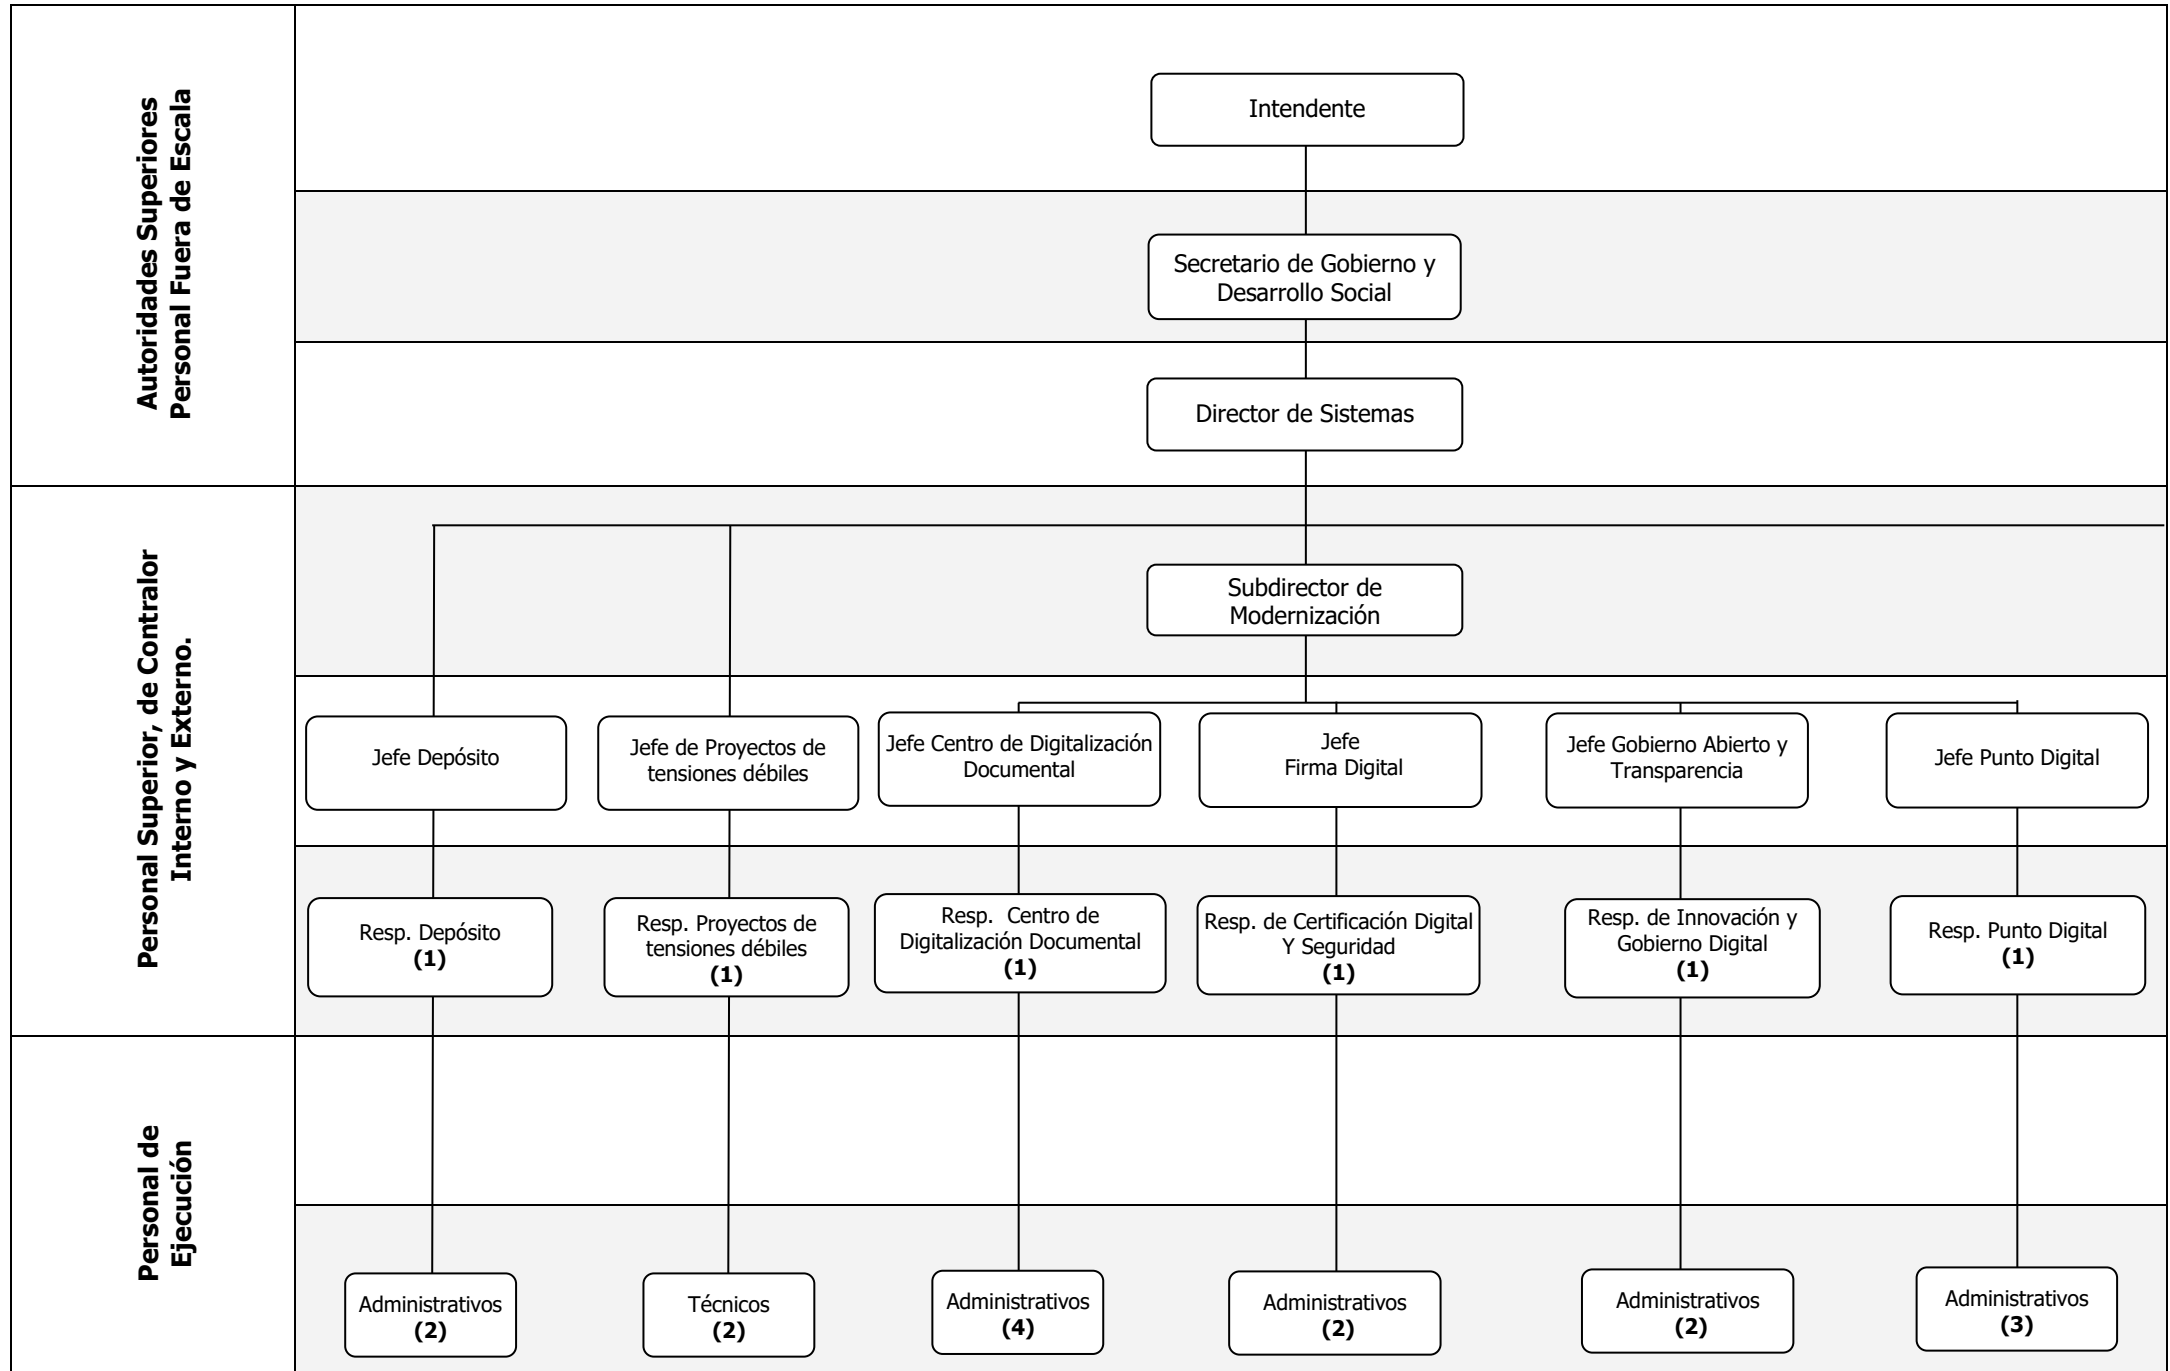 Autoridades Superiores
Personal Fuera de Escala
Intendente
Secretario de Gobierno y
Desarrollo Social
Director de Sistemas
Personal Superior, de Contralor
Interno y Externo.
Subdirector de
Modernización
Jefe Depósito
Jefe de Proyectos de
tensiones débiles
Jefe Centro de Digitalización
Documental
Jefe
Firma Digital
Jefe Gobierno Abierto y
Transparencia
Jefe Punto Digital
Resp. Depósito
(1)
Resp. Proyectos de
tensiones débiles
(1)
Resp.  Centro de
Digitalización Documental
(1)
Resp. de Certificación Digital
Y Seguridad
(1)
Resp. de Innovación y
Gobierno Digital
(1)
Resp. Punto Digital
(1)
Personal de
Ejecución
Administrativos
(2)
Técnicos
(2)
Administrativos
(4)
Administrativos
(2)
Administrativos
(2)
Administrativos
(3)